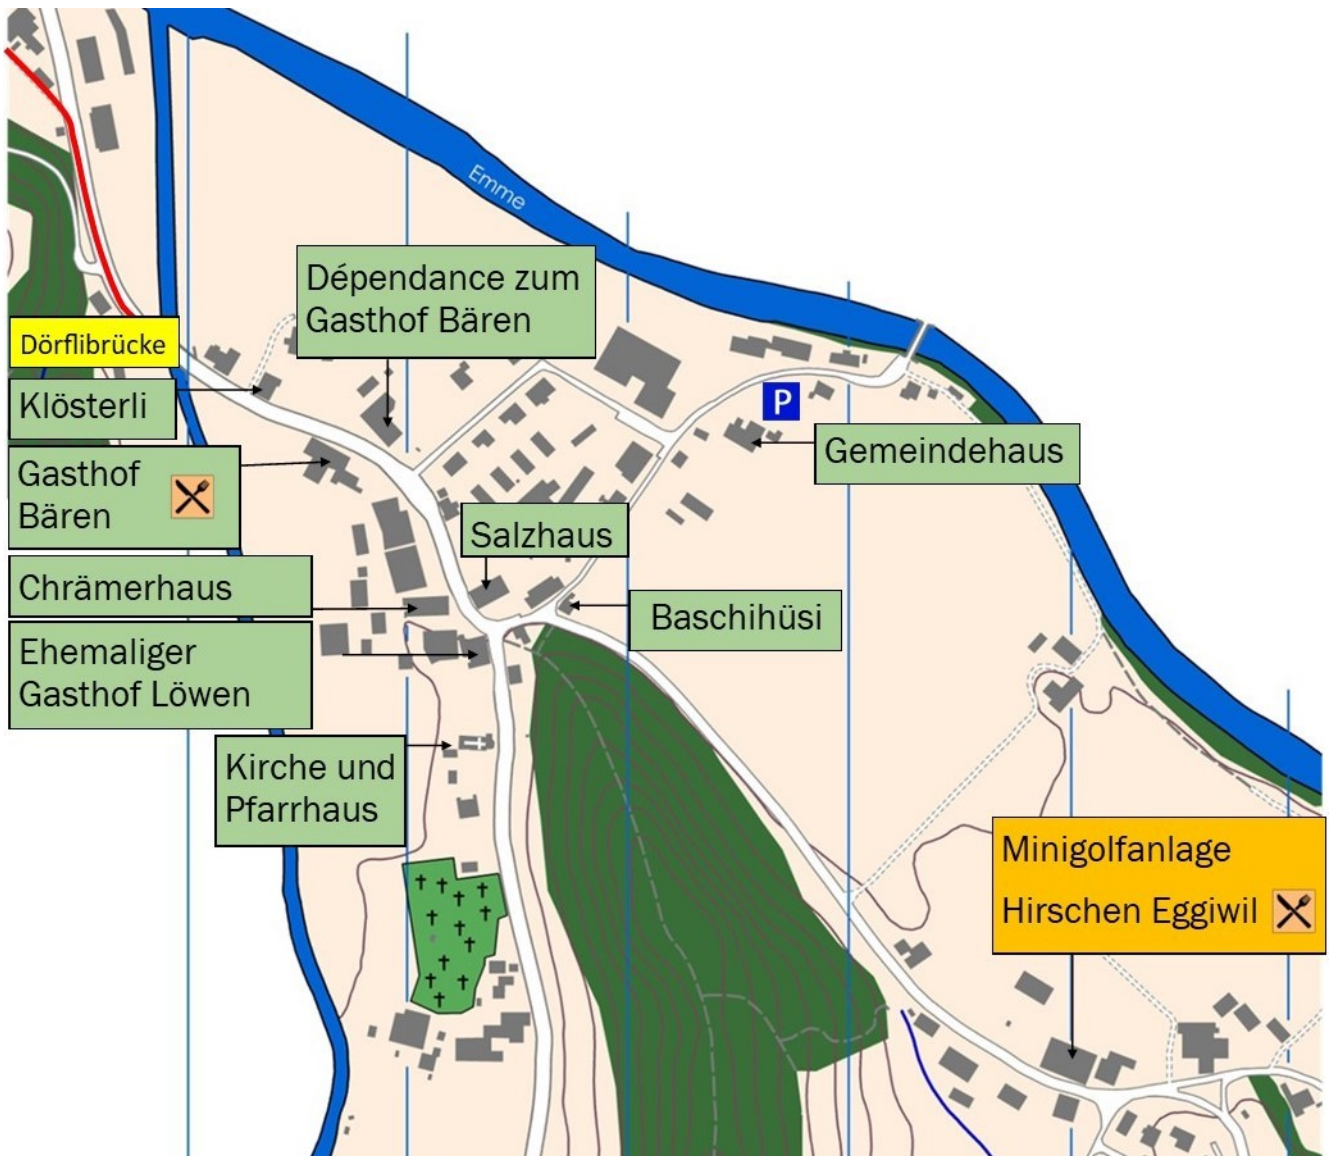 Emme
Dépendance zum
Gasthof Bären
Dörflibrücke
Klösterli
P
Gemeindehaus
Gasthof
Bären
Salzhaus
Chrämerhaus
Baschihüsi
Ehemaliger
Gasthof Löwen
Kirche und
Pfarrhaus
Minigolfanlage
Hirschen Eggiwil